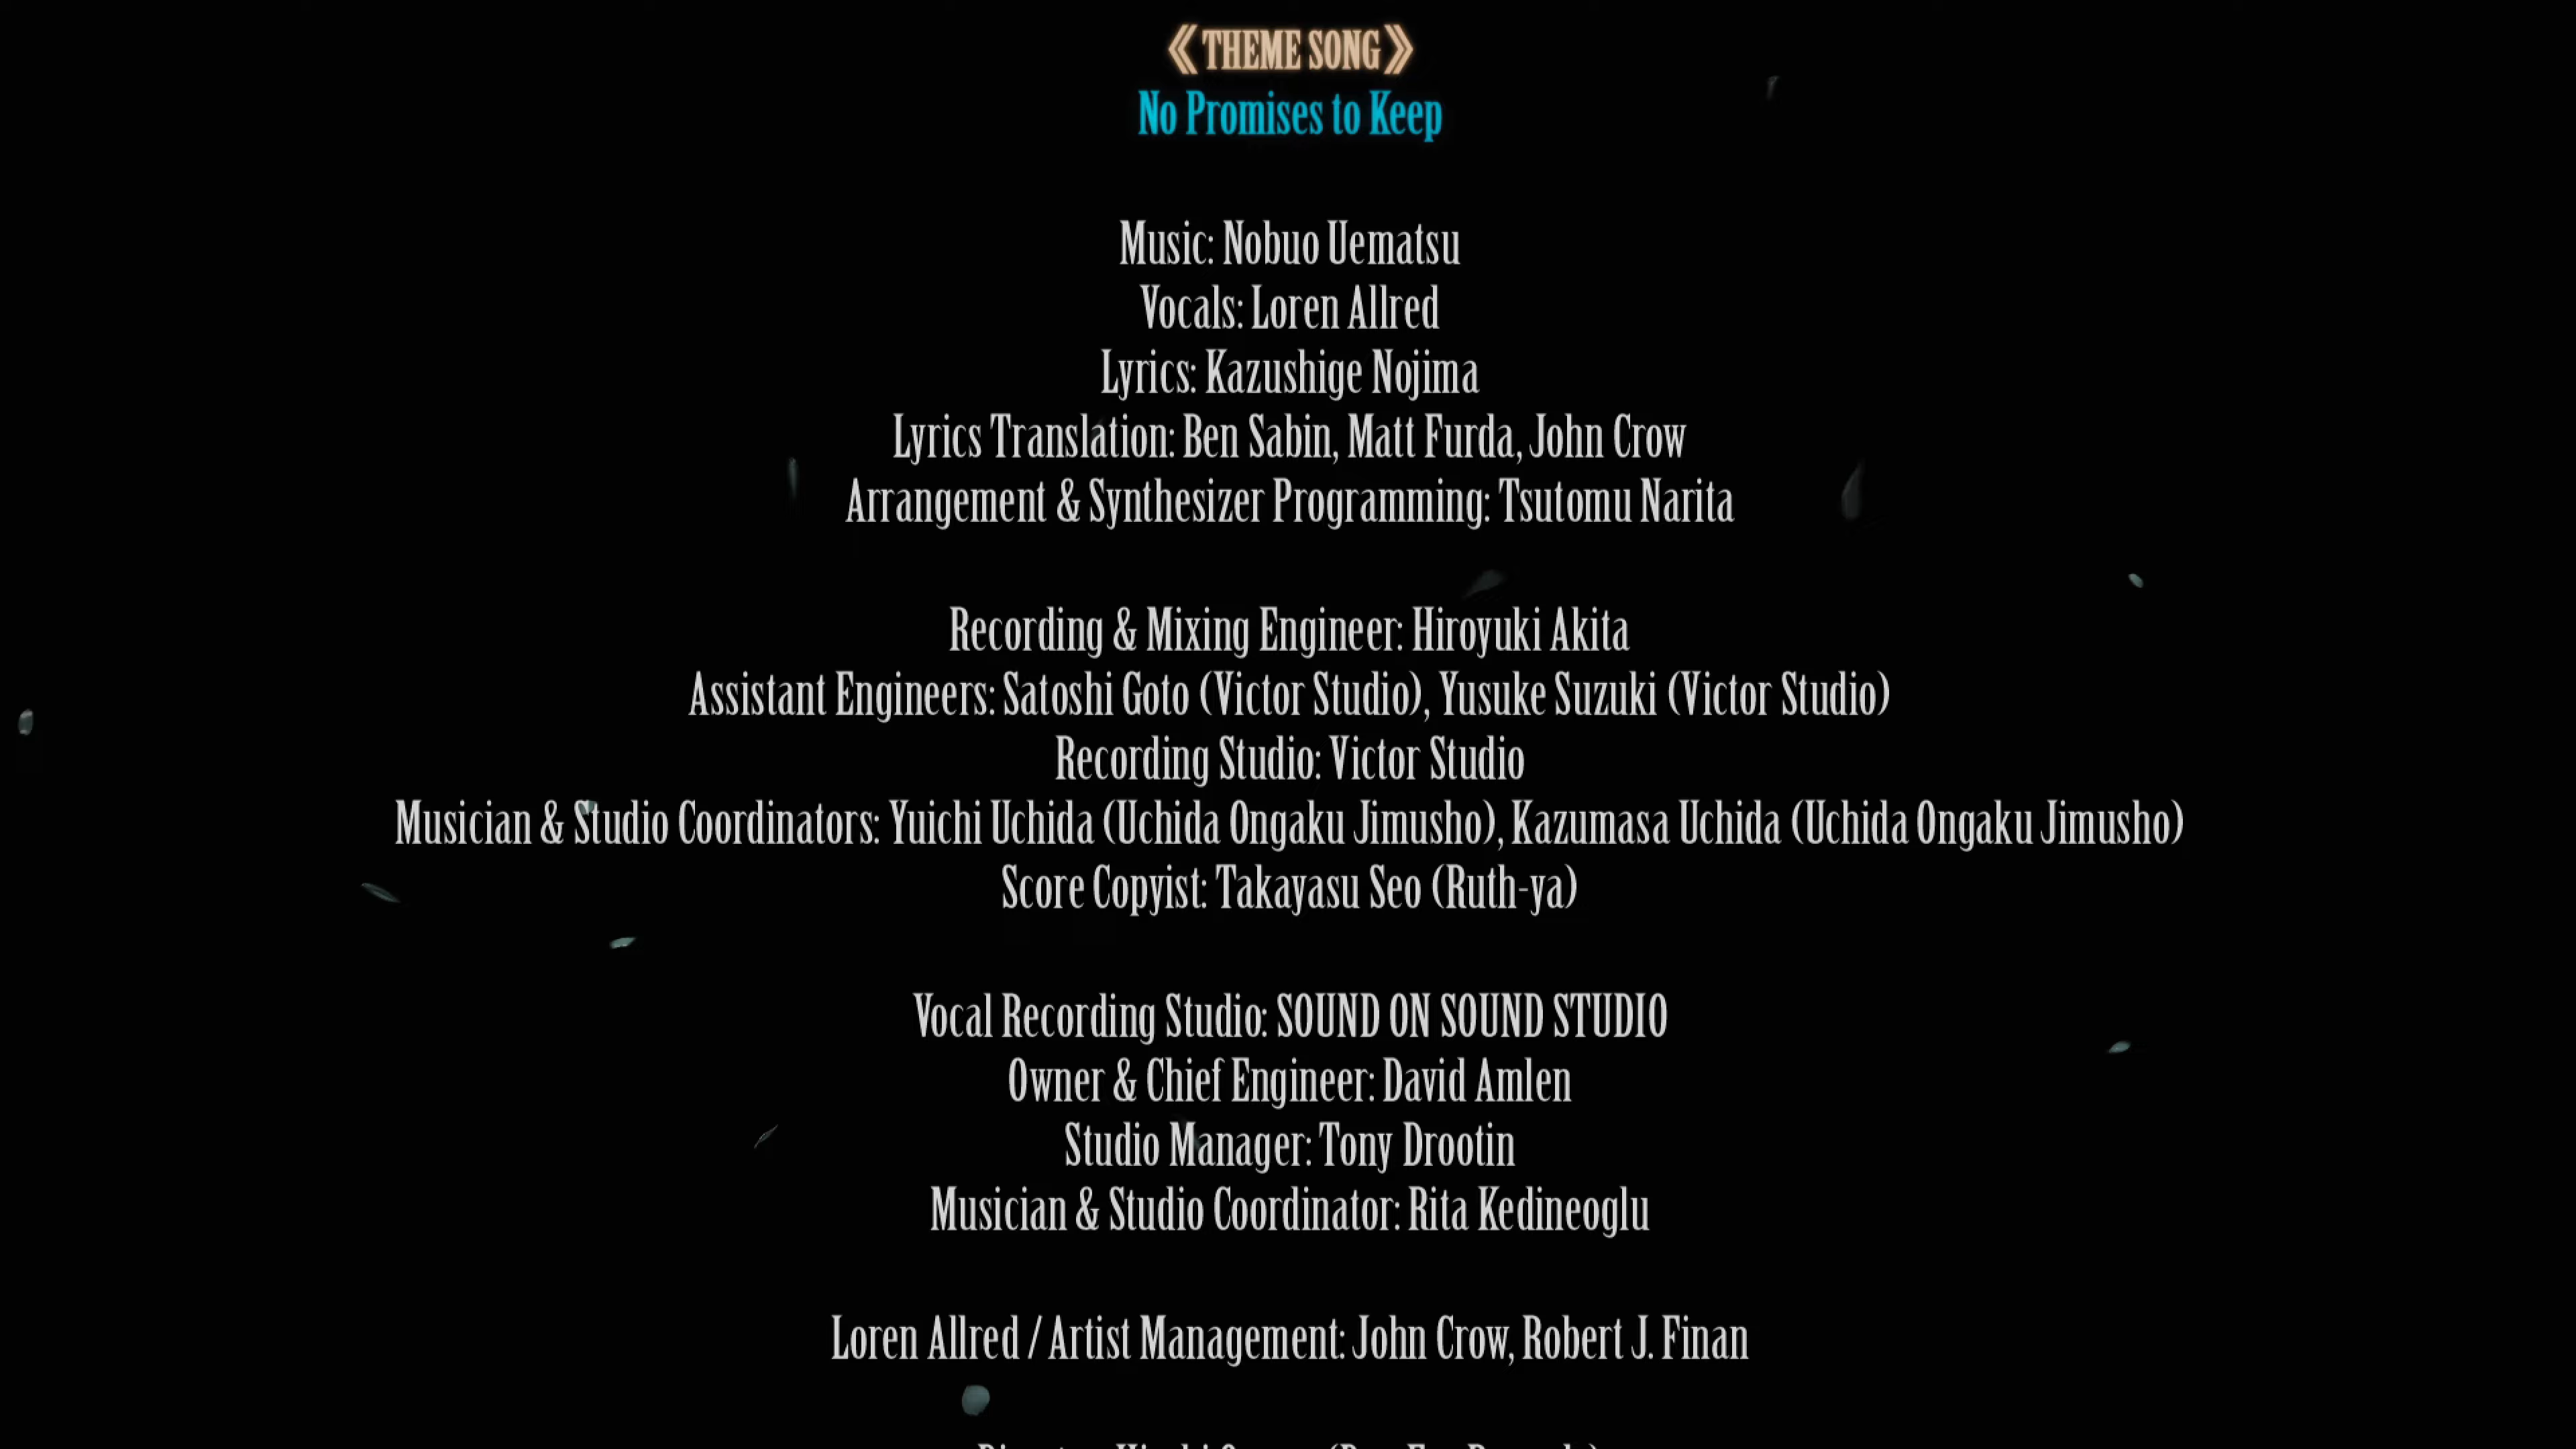 《THEME SONG》
No Promises to Keep
Music: Nobuo Uematsu
Vocals: Loren Allred
Lyrics: Kazushige Nojima
Lyrics Translation: Ben Sabin, Matt Furda, John Crow
Arrangement & Synthesizer Programming: Tsutomu Narita
Recording & Mixing Engineer: Hiroyuki Akita
Assistant Engineers: Satoshi Goto (Victor Studio), Yusuke Suzuki (Victor Studio)
Recording Studio: Victor Studio
Musician & Studio Coordinators: Yuichi Uchida (Uchida Ongaku Jimusho), Kazumasa Uchida (Uchida Ongaku Jimusho)
Score Copyist: Takayasu Seo (Ruth-ya)
Vocal Recording Studio: SOUND ON SOUND STUDIO
Owner & Chief Engineer: David Amlen
Studio Manager: Tony Drootin
Musician & Studio Coordinator: Rita Kedineoglu
Loren Allred / Artist Management: John Crow, Robert J. Finan